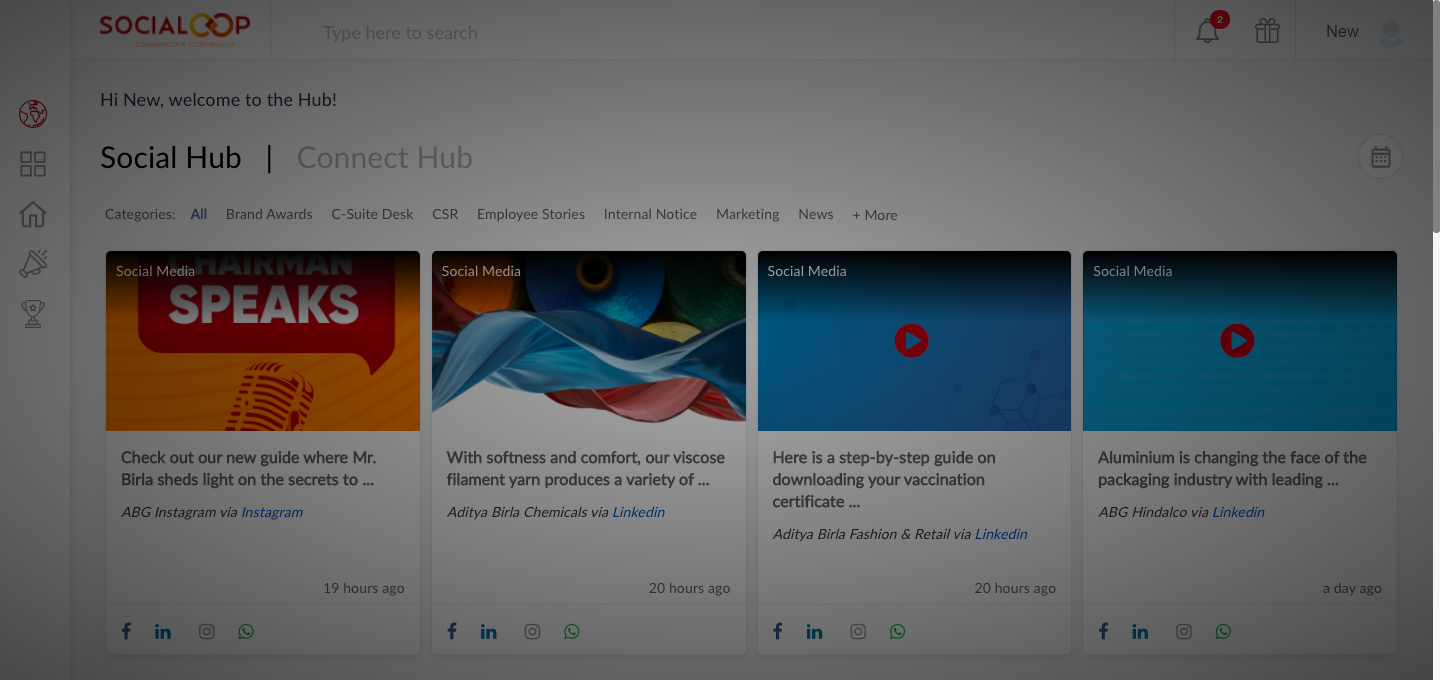 SOCIALOOP
COMMUNICATE CONTINUALLY
Type here to search
2
New
Hi New, welcome to the Hub!
Social Hub | Connect Hub
Categories: All Brand Awards C-Suite Desk CSR Employee Stories Internal Notice Marketing News + More
Social Media
CHAIRMAN
SPEAKS
Check out our new guide where Mr.
Birla sheds light on the secrets to ...
ABG Instagram via Instagram
19 hours ago
Social Media
With softness and comfort, our viscose
filament yarn produces a variety of ...
Aditya Birla Chemicals via Linkedin
20 hours ago
Social Media
Here is a step-by-step guide on
downloading your vaccination
certificate ...
Aditya Birla Fashion & Retail via Linkedin
20 hours ago
Social Media
Aluminium is changing the face of the
packaging industry with leading ...
ABG Hindalco via Linkedin
a day ago